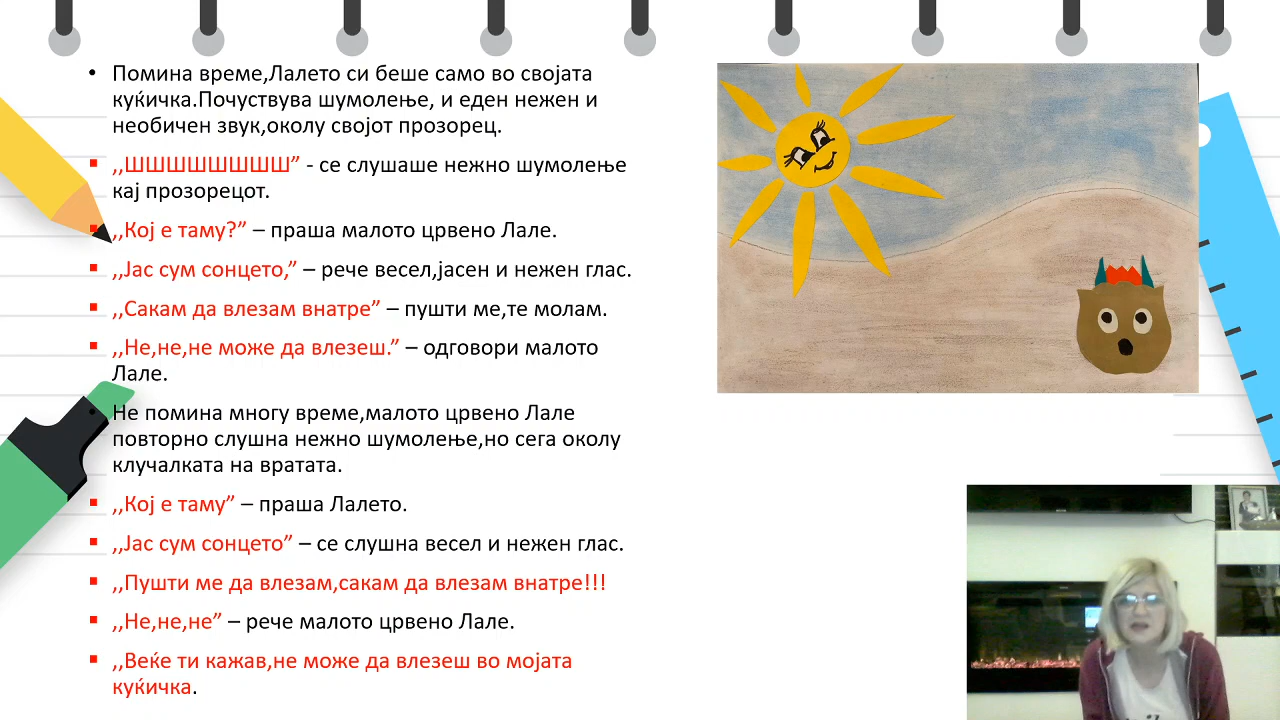 Помина време,Лалето си беше само во својата
куќичка.Почуствува шумолење, и еден нежен и
необичен звук,околу својот прозорец.
,,ШШШШШШШШШ” - се слушаше нежно шумолење
кај прозорецот.
,,Кој е таму?” – праша малото црвено Лале.
,,Јас сум сонцето,” – рече весел,јасен и нежен глас.
,,Сакам да влезам внатре” – пушти ме,те молам.
,,Не,не,не може да влезеш.” – одговори малото
Лале.
Не помина многу време,малото црвено Лале
повторно слушна нежно шумолење,но сега околу
клучалката на вратата.
,,Кој е таму” – праша Лалето.
,,Јас сум сонцето” – се слушна весел и нежен глас.
,,Пушти ме да влезам,сакам да влезам внатре!!!
,,Не,не,не” – рече малото црвено Лале.
,,Веќе ти кажав,не може да влезеш во мојата
куќичка.